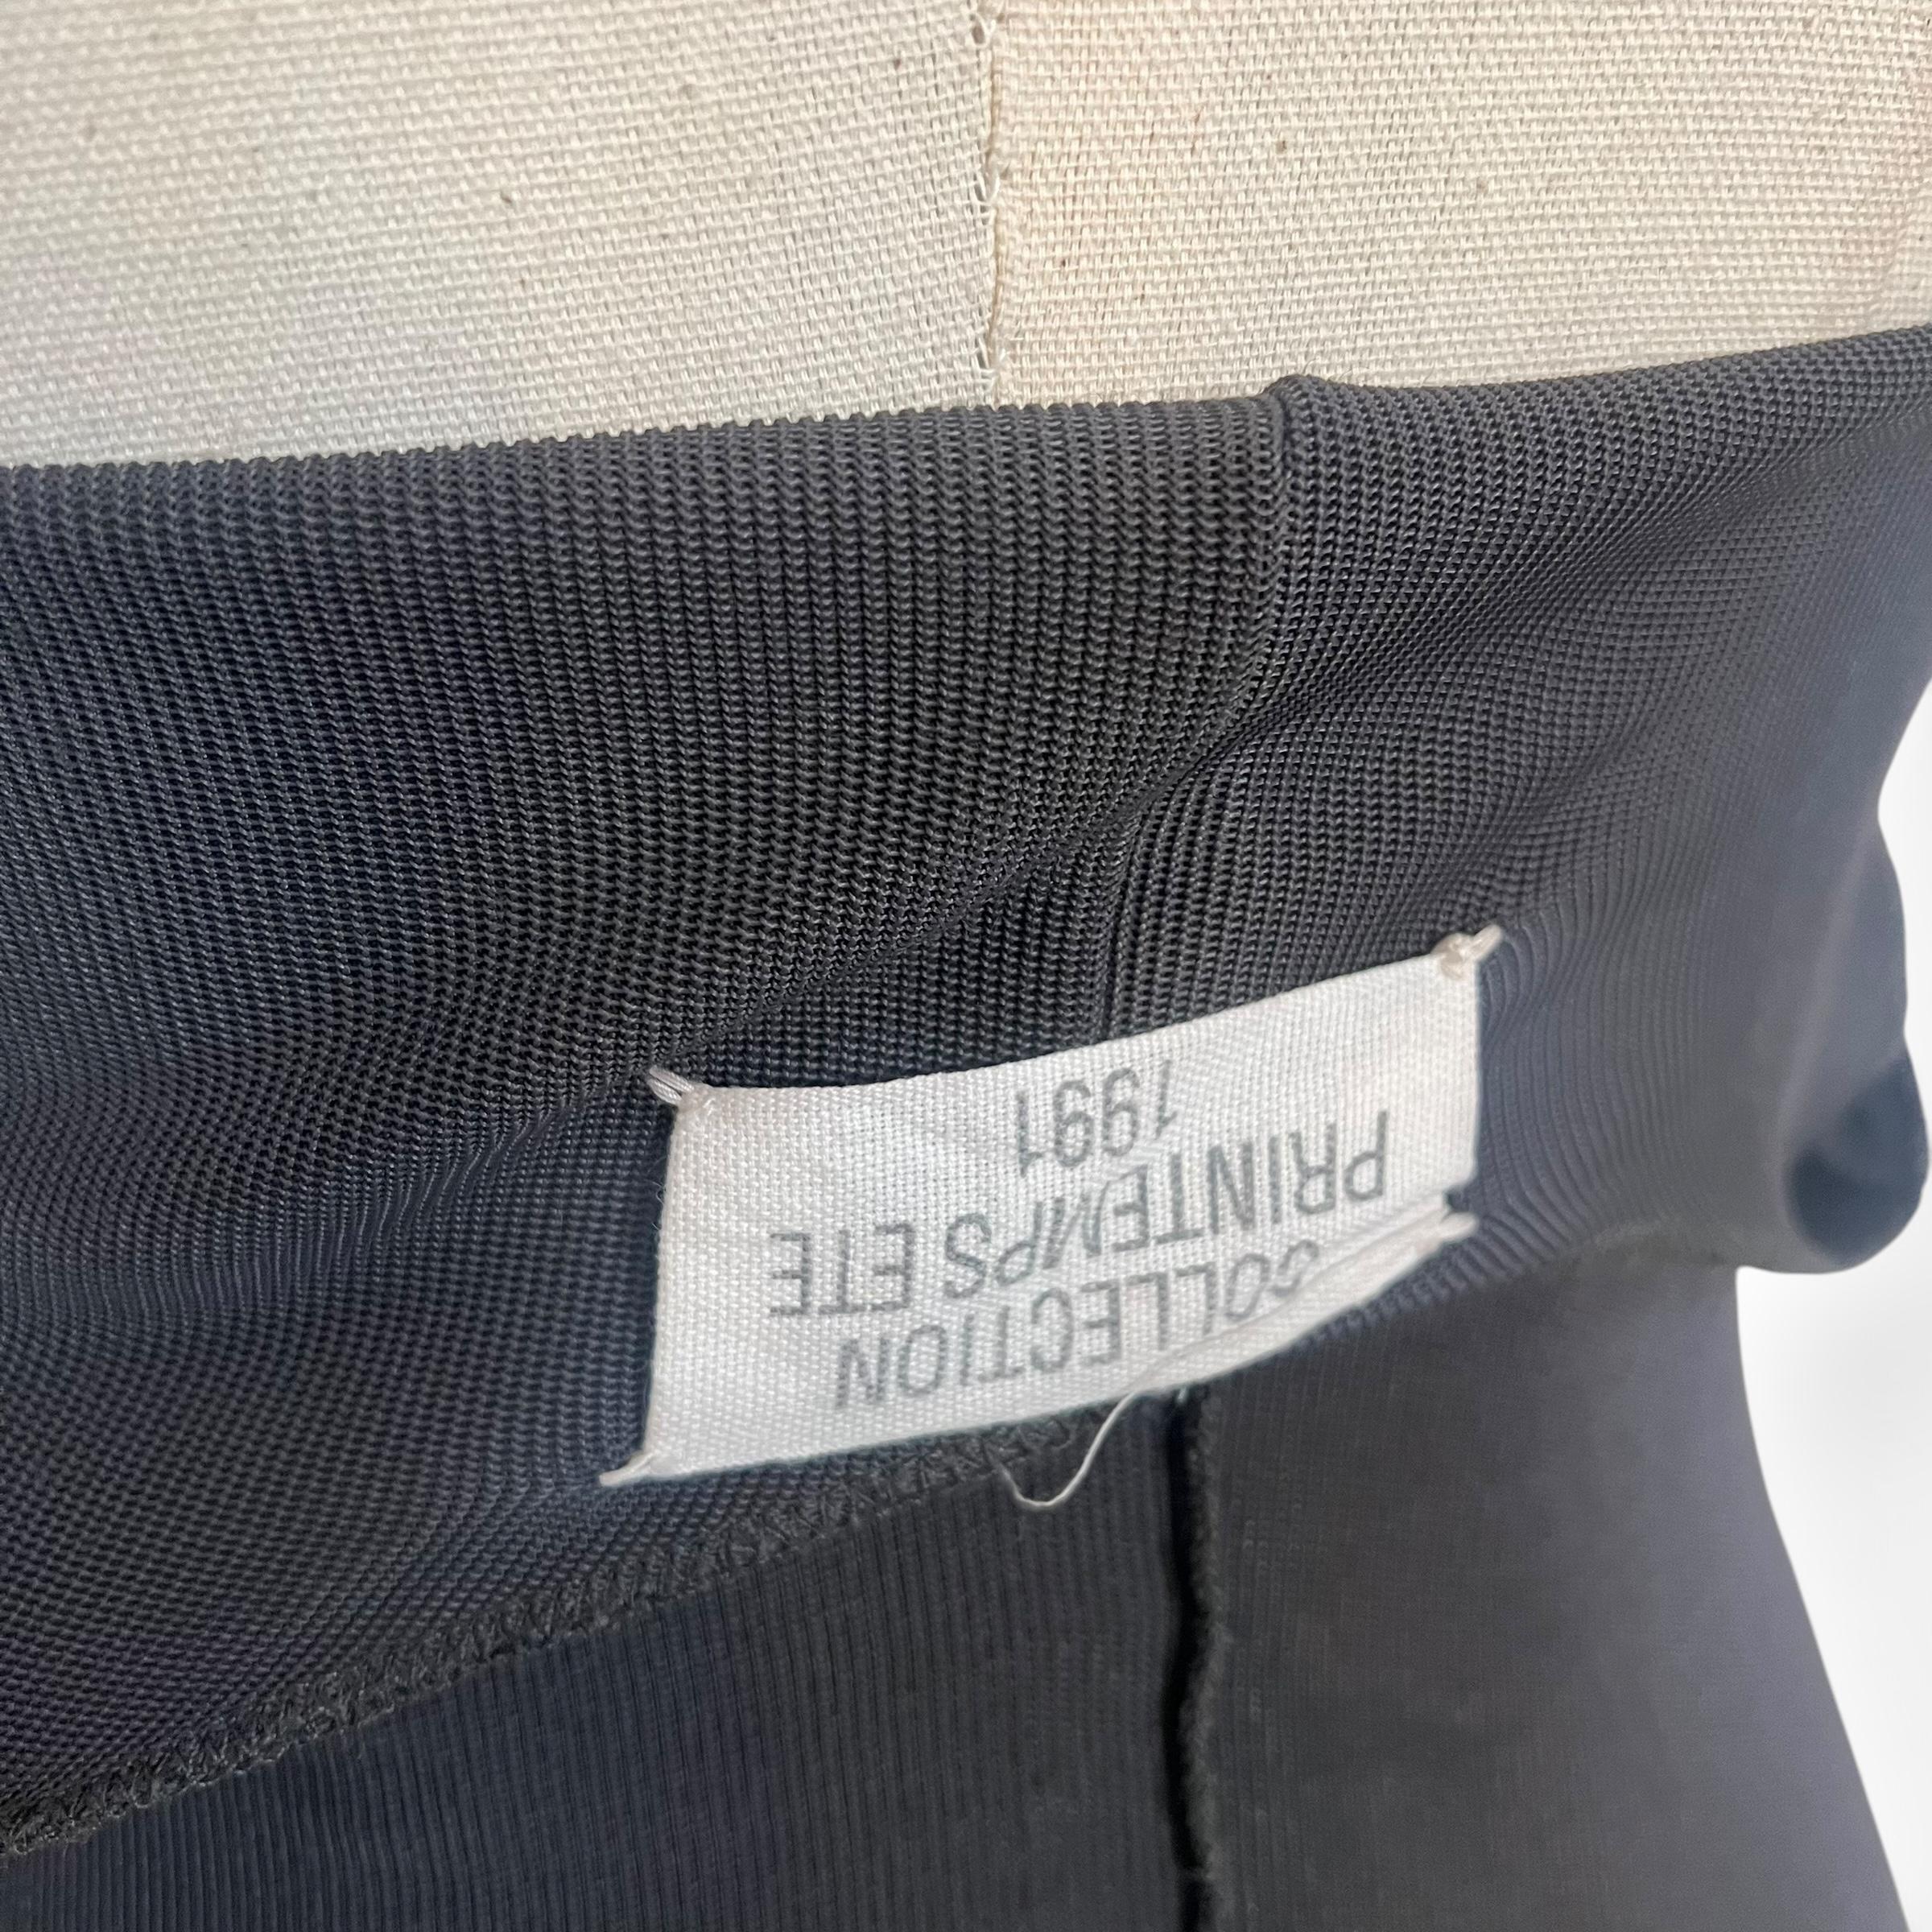 COLLECTION
PRINTEMPS ETE
1991